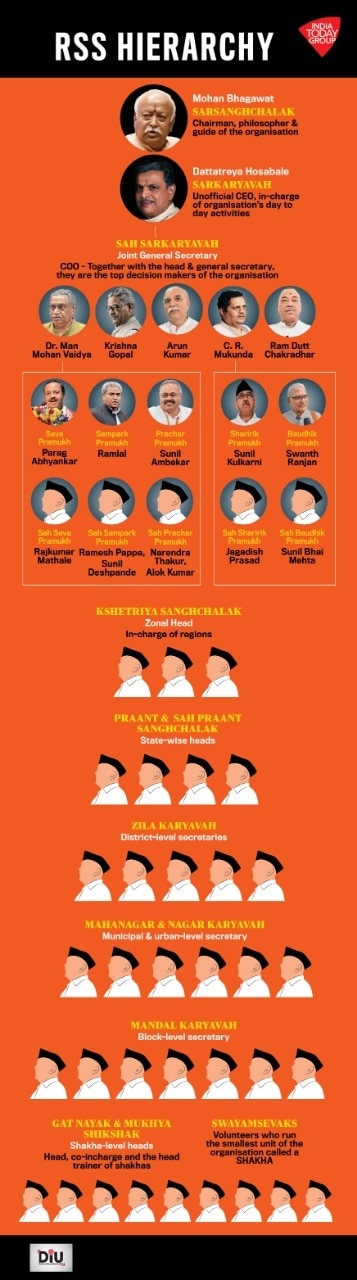 RSS HIERARCHY
INDIA
TODAY
GROUP
Mohan Bhagawat
SARSANGHCHALAK
Chairman, philosopher &
guide of the organisation
Dattatreya Hosabale
SARKARYAVAH
Unofficial CEO, in-charge
of organisation's day to
day activities
SAH SARKARYAVAH
Joint General Secretary
COO - Together with the head & general secretary,
they are the top decision makers of the organisation
Dr. Man
Mohan Vaidya
Krishna
Gopal
Arun
Kumar
C. R.
Mukunda
Ram Dutt
Chakradhar
Seva
Pramukh
Parag
Abhyankar
Sampark
Pramukh
Ramlal
Prachar
Pramukh
Sunil
Ambekar
Sharirik
Pramukh
Sunil
Kulkarni
Baudhik
Pramukh
Swanth
Ranjan
Sah Seva
Pramukh
Rajkumar
Mathale
Sah Sampark
Pramukh
Ramesh Pappa,
Sunil
Deshpande
Sah Prachar
Pramukh
Narendra
Thakur,
Alok Kumar
Sah Sharirik
Pramukh
Jagadish
Prasad
Sah Baudhik
Pramukh
Sunil Bhai
Mehta
KSHETRIYA SANGHCHALAK
Zonal Head
In-charge of regions
PRAANT & SAH PRAANT
SANGHCHALAK
State-wise heads
ZILA KARYAVAH
District-level secretaries
MAHANAGAR & NAGAR KARYAVAH
Municipal & urban-level secretary
MANDAL KARYAVAH
Block-level secretary
GAT NAYAK & MUKHYA
SHIKSHAK
Shakha-level heads
Head, co-incharge and the head
trainer of shakhas
SWAYAMSEVAKS
Volunteers who run
the smallest unit of the
organisation called a
SHAKHA
DIU